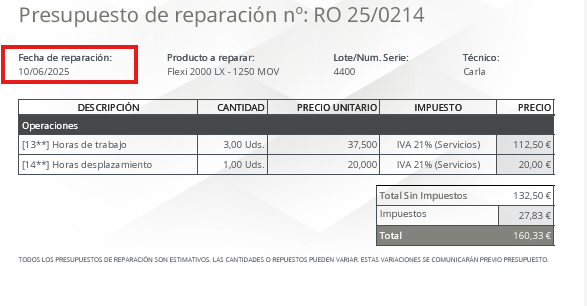 Presupuesto de reparación nº: RO 25/0214
Fecha de reparación: Producto a reparar: Lote/Num. Serie: Técnico:
10/06/2025 Flexi 2000 LX - 1250 MOV 4400 Carla
DESCRIPCIÓN CANTIDAD PRECIO UNITARIO IMPUESTO PRECIO
Operaciones
[13**] Horas de trabajo 3,00 Uds. 37,500 IVA 21% (Servicios) 112,50 €
[14**] Horas desplazamiento 1,00 Uds. 20,000 IVA 21% (Servicios) 20,00 €
Total Sin Impuestos 132,50 €
Impuestos 27,83 €
Total 160,33 €
TODOS LOS PRESUPUESTOS DE REPARACIÓN SON ESTIMATIVOS. LAS CANTIDADES O REPUESTOS PUEDEN VARIAR. ESTAS VARIACIONES SE COMUNICARÁN PREVIO PRESUPUESTO.